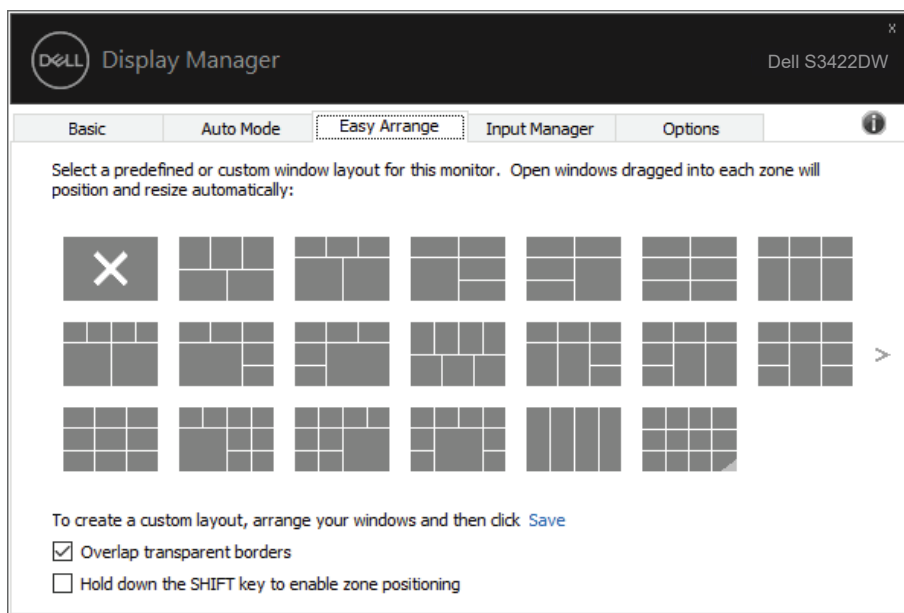 x
DELL Display Manager
Dell S3422DW
Basic Auto Mode Easy Arrange Input Manager Options i
Select a predefined or custom window layout for this monitor. Open windows dragged into each zone will
position and resize automatically:
>
To create a custom layout, arrange your windows and then click Save
Overlap transparent borders
Hold down the SHIFT key to enable zone positioning